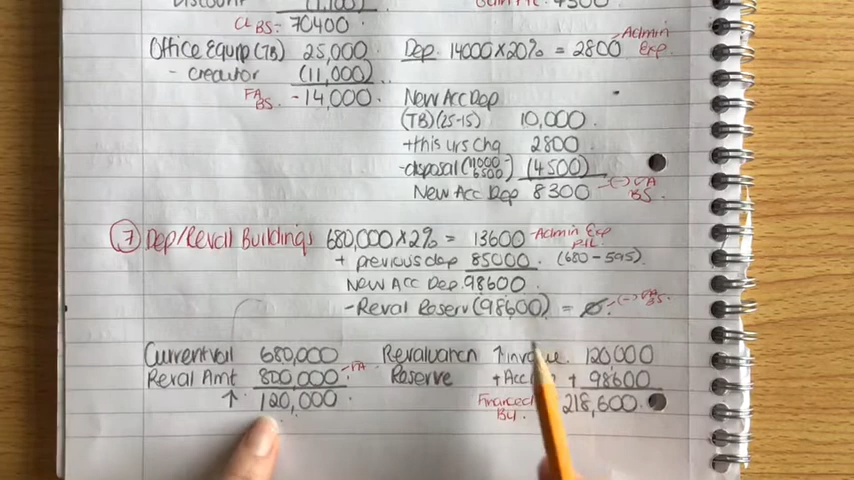 Discount (1,100)
CL BS: 70400
Office Equip (TB) 25,000 Dep. 14000 x 20% = 2800 Admin Exp
- creator (11,000)
FA BS. - 14,000. New Acc Dep
(TB)(25-15) 10,000
+ this yrs Chg 2800
- disposal (11000 6500) (4500)
New Acc Dep 8300 (-) FA BS.
7 Dep/Reval Buildings 680,000 x 2% = 13600 - Admin Exp P/L
+ previous dep 85000. (680-595)
New Acc Dep. 98600
- Reval Reserv (98600) = 0. (-) FA BS.
Current val 680,000 Revaluation ↑ in value. 120,000
Reval Amt 800,000 - FA Reserve + Acc + 98600
↑ 120,000 Financed By. 218,600